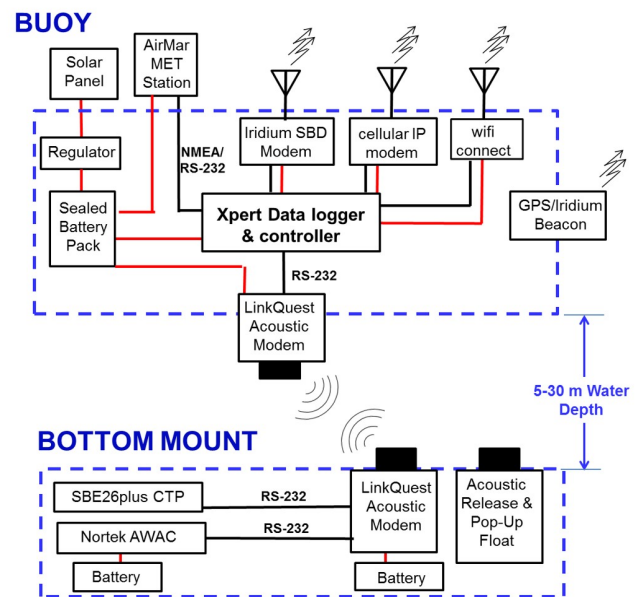 BUOY
Solar
Panel
AirMar
MET
Station
Regulator
NMEA/
RS-232
Iridium SBD
Modem
cellular IP
modem
wifi
connect
Sealed
Battery
Pack
Xpert Data logger
& controller
GPS/Iridium
Beacon
RS-232
LinkQuest
Acoustic
Modem
5-30 m Water
Depth
BOTTOM MOUNT
SBE26plus CTP
RS-232
LinkQuest
Acoustic
Modem
Acoustic
Release &
Pop-Up
Float
Nortek AWAC
RS-232
Battery
Battery